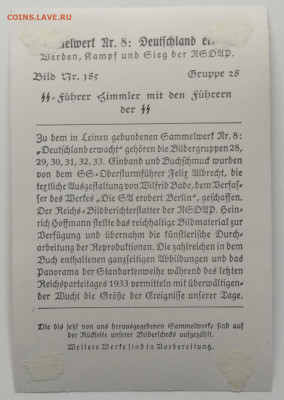 COINS.LAVE.RU
Sammelwerk Nr. 8: Deutschland er
Werden, Kampf und Sieg der NSDAP.
Bild Nr. 185 Gruppe 28
SS-Führer Himmler mit den Führern
der SS
Zu dem in Leinen gebundenen Sammelwerk Nr. 8:
„Deutschland erwacht“ gehören die Bildergruppen 28,
29, 30, 31, 32, 33. Einband und Buchschmuck wurden
von dem SS-Obersturmführer Felix Albrecht, die
textliche Ausgestaltung von Wilfrid Bade, dem Verfas-
ser des Werkes „Die SA erobert Berlin“, geschaffen.
Der Reichs-Bildberichterstatter der NSDAP. Hein-
rich Hoffmann stellte das reichhaltige Bildmaterial zur
Verfügung und übernahm die künstlerische Durch-
arbeitung der Reproduktionen. Die zahlreichen in dem
Buch enthaltenen ganzseitigen Abbildungen und das
Panorama der Standartenweihe während des letzten
Reichsparteitages 1933 vermitteln mit überwältigen-
der Wucht die Größe der Ereignisse unserer Tage.
Die bis jetzt von uns herausgegebenen Sammelwerke sind auf
der Rückseite unserer Bilderschecks aufgezählt.
Weitere Werke sind in Vorbereitung.